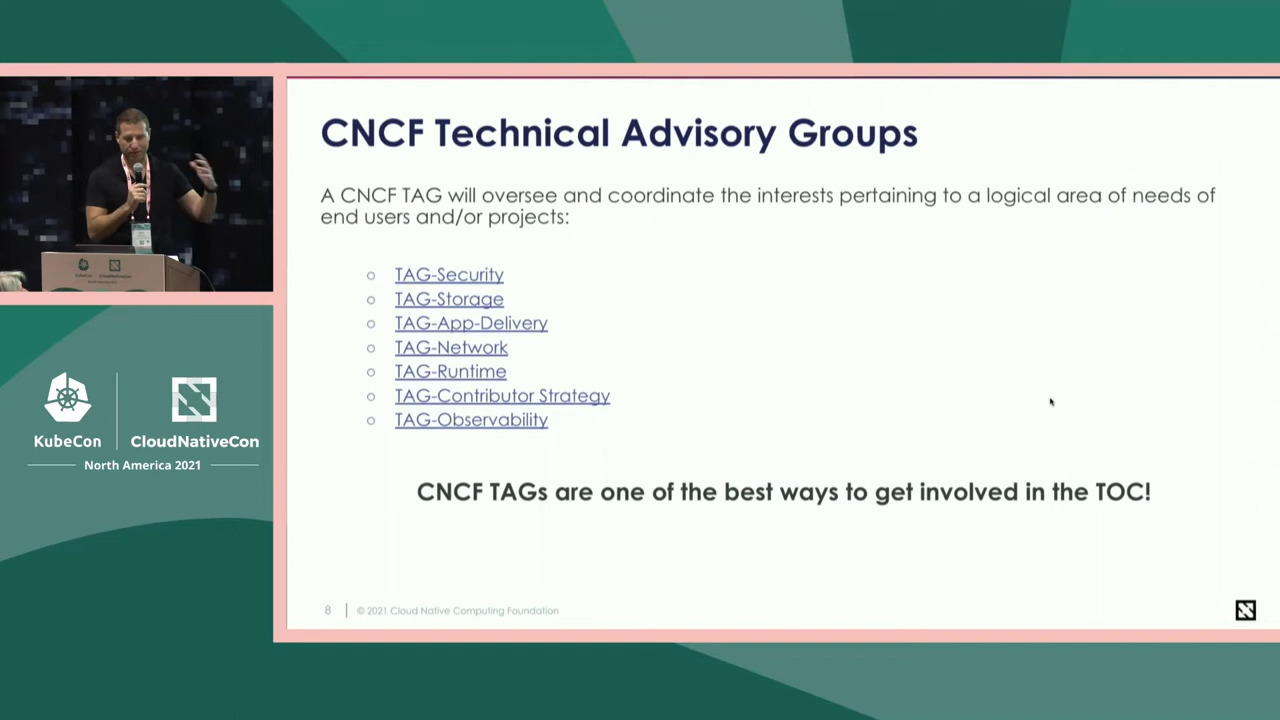 CNCF Technical Advisory Groups
A CNCF TAG will oversee and coordinate the interests pertaining to a logical area of needs of
end users and/or projects:
TAG-Security
TAG-Storage
TAG-App-Delivery
TAG-Network
TAG-Runtime
TAG-Contributor Strategy
TAG-Observability
CNCF TAGs are one of the best ways to get involved in the TOC!
8 | © 2021 Cloud Native Computing Foundation
KubeCon
CloudNativeCon
North America 2021
KubeCon
CloudNativeCon